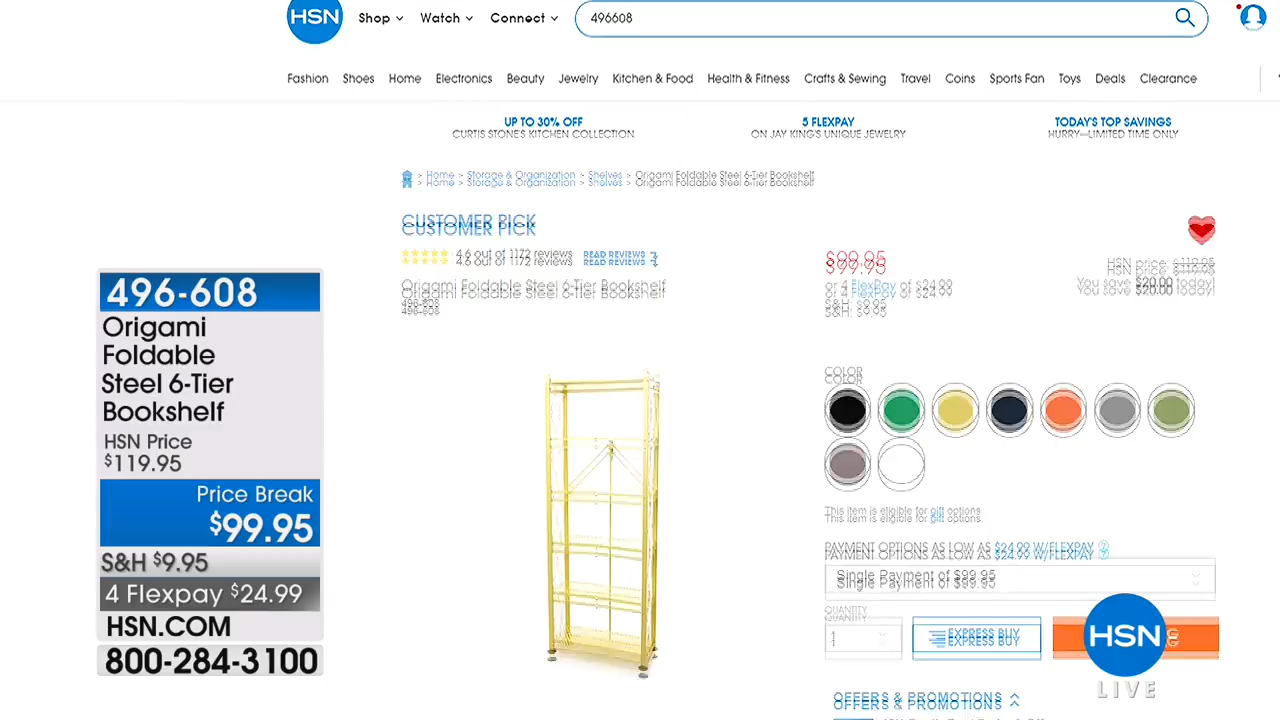 HSN Shop Watch Connect 496608
Fashion Shoes Home Electronics Beauty Jewelry Kitchen & Food Health & Fitness Crafts & Sewing Travel Coins Sports Fan Toys Deals Clearance
UP TO 30% OFF
CURTIS STONE'S KITCHEN COLLECTION
5 FLEXPAY
ON JAY KING'S UNIQUE JEWELRY
TODAY'S TOP SAVINGS
HURRY—LIMITED TIME ONLY
> Home > Storage & Organization > Shelves > Origami Foldable Steel 6-Tier Bookshelf
CUSTOMER PICK
4.6 out of 1172 reviews READ REVIEWS
Origami Foldable Steel 6-Tier Bookshelf
496-608
$99.95
or 4 FlexPay of $24.99
S&H: $9.95
HSN price: $119.95
You save $20.00 today!
COLOR
This item is eligible for gift options.
PAYMENT OPTIONS AS LOW AS $24.99 W/FLEXPAY
Single Payment of $99.95
QUANTITY
1
EXPRESS BUY
OFFERS & PROMOTIONS
496-608
Origami
Foldable
Steel 6-Tier
Bookshelf
HSN Price
$119.95
Price Break
$99.95
S&H $9.95
4 Flexpay $24.99
HSN.COM
800-284-3100
HSN
LIVE